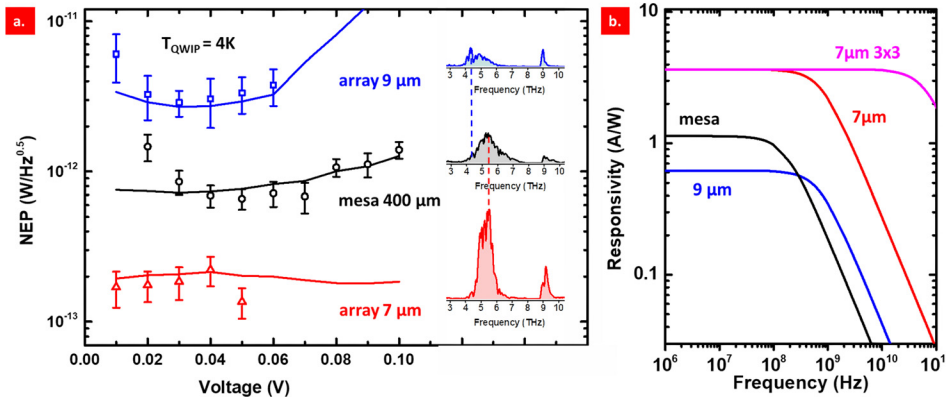 a.
T_QWIP = 4K
array 9 µm
mesa 400 µm
array 7 µm
NEP (W/Hz^0.5)
10^-11
10^-12
10^-13
0.00 0.02 0.04 0.06 0.08 0.10
Voltage (V)
3 4 5 6 7 8 9 10
Frequency (THz)
3 4 5 6 7 8 9 10
Frequency (THz)
3 4 5 6 7 8 9 10
Frequency (THz)
b.
7µm 3x3
7µm
mesa
9 µm
Responsivity (A/W)
10
1
0.1
10^6 10^7 10^8 10^9 10^10 10^1
Frequency (Hz)